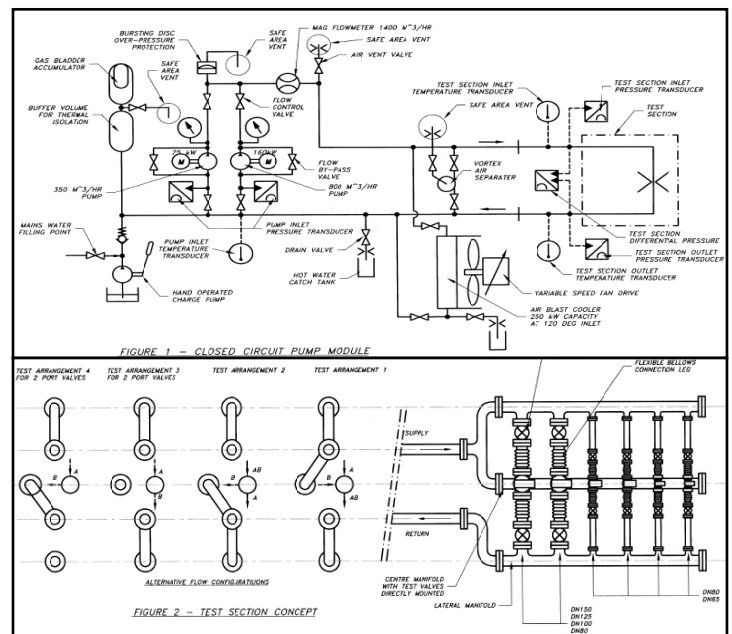 MAG FLOWMETER 1400 M^3/HR
BURSTING DISC
OVER-PRESSURE
PROTECTION
SAFE
AREA
VENT
SAFE AREA VENT
AIR VENT VALVE
GAS BLADDER
ACCUMULATOR
SAFE
AREA
VENT
BUFFER VOLUME
FOR THERMAL
ISOLATION
FLOW
CONTROL
VALVE
SAFE AREA VENT
TEST SECTION INLET
TEMPERATURE TRANSDUCER
TEST SECTION INLET
PRESSURE TRANSDUCER
TEST
SECTION
75 kW
160kW
M
M
FLOW
BY-PASS
VALVE
VORTEX
AIR
SEPARATER
350 M^3/HR
PUMP
800 M^3/HR
PUMP
MAINS WATER
FILLING POINT
PUMP INLET
PRESSURE TRANSDUCER
PUMP INLET
TEMPERATURE
TRANSDUCER
DRAIN VALVE
HOT WATER
CATCH TANK
TEST SECTION
DIFFERENTIAL PRESSURE
TEST SECTION OUTLET
PRESSURE TRANSDUCER
TEST SECTION OUTLET
TEMPERATURE TRANSDUCER
HAND OPERATED
CHARGE PUMP
VARIABLE SPEED FAN DRIVE
AIR BLAST COOLER
250 kW CAPACITY
AT 120 DEG INLET
FIGURE 1 - CLOSED CIRCUIT PUMP MODULE
TEST ARRANGEMENT 4
FOR 2 PORT VALVES
TEST ARRANGEMENT 3
FOR 2 PORT VALVES
TEST ARRANGEMENT 2
TEST ARRANGEMENT 1
FLEXIBLE BELLOWS
CONNECTION LEG
SUPPLY
A
B
A
B
AB
B
A
AB
B
A
RETURN
ALTERNATIVE FLOW CONFIGRATIUONS
CENTRE MANIFOLD
WITH TEST VALVES
DIRECTLY MOUNTED
LATERAL MANIFOLD
DN80
DN65
DN150
DN125
DN100
DN80
FIGURE 2 - TEST SECTION CONCEPT